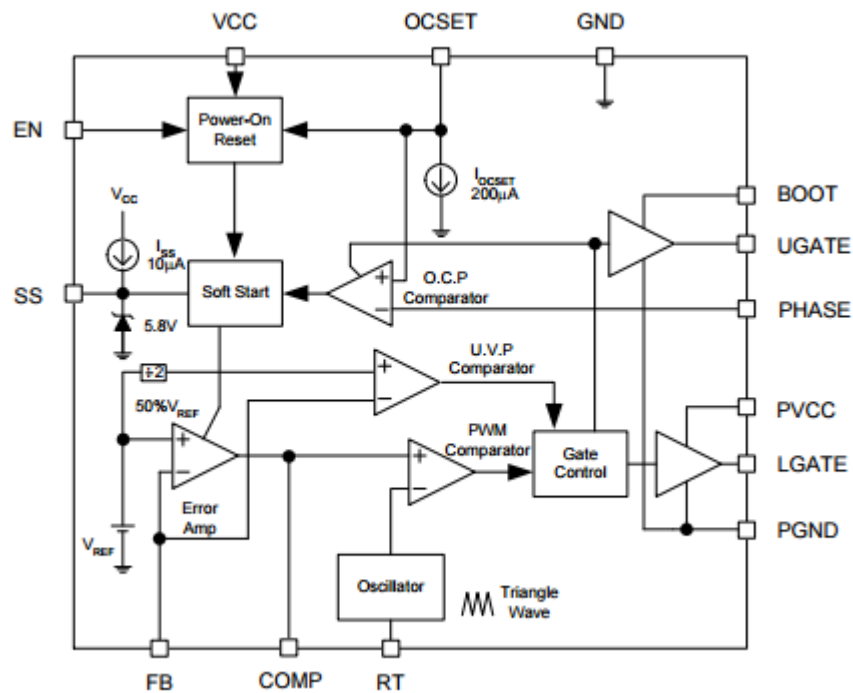 VCC
OCSET
GND
EN
Power-On
Reset
I_OCSET
200µA
V_CC
BOOT
I_SS
10µA
UGATE
SS
Soft Start
+
−
O.C.P
Comparator
PHASE
5.8V
U.V.P
Comparator
÷2
+
−
50%V_REF
PVCC
PWM
Comparator
+
−
+
−
Gate
Control
LGATE
Error
Amp
PGND
V_REF
Oscillator
Triangle
Wave
FB
COMP
RT